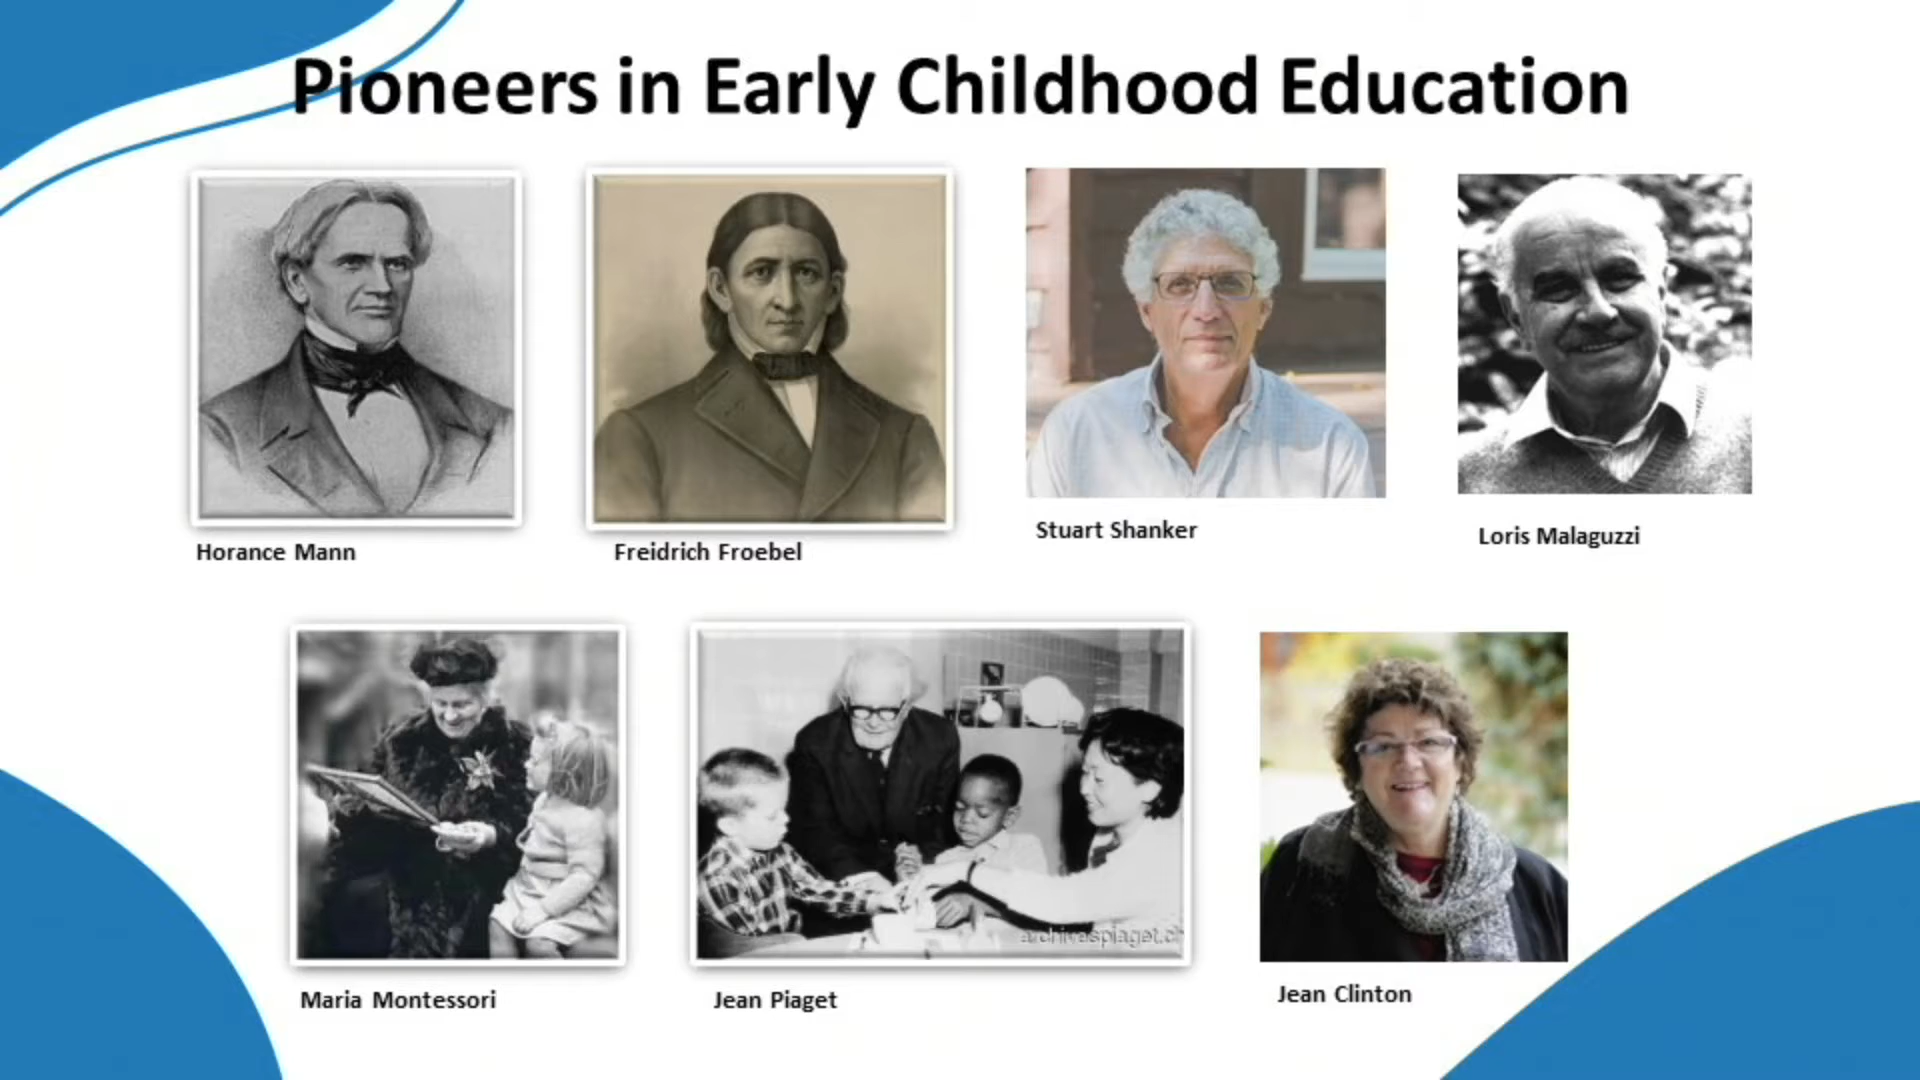 Pioneers in Early Childhood Education
Horance Mann
Freidrich Froebel
Stuart Shanker
Loris Malaguzzi
archivespiaget.ch
Maria Montessori
Jean Piaget
Jean Clinton